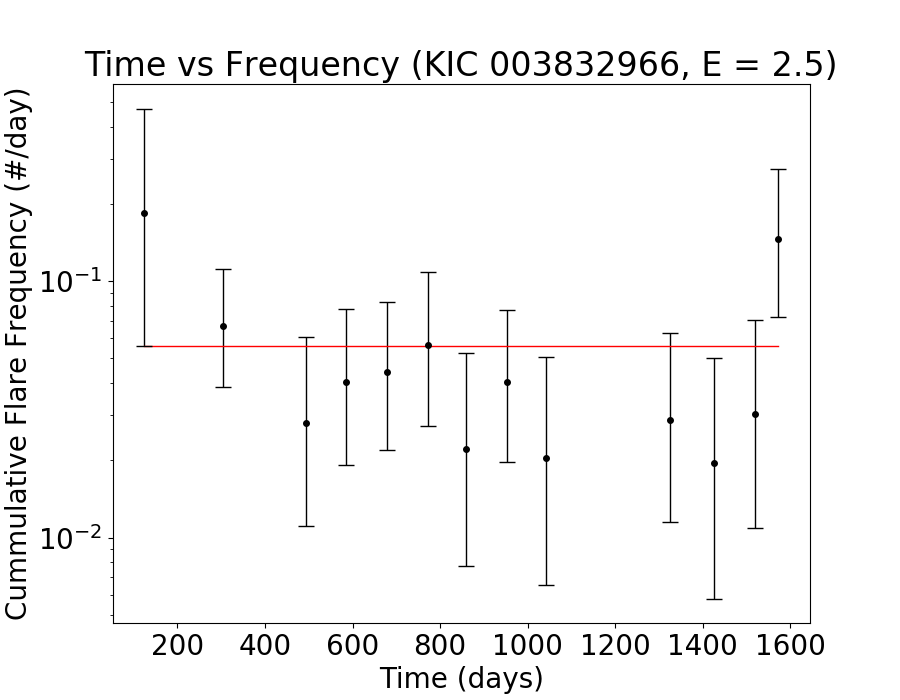 Time vs Frequency (KIC 003832966, E = 2.5)
Cummulative Flare Frequency (#/day)
10⁻¹
10⁻²
200 400 600 800 1000 1200 1400 1600
Time (days)